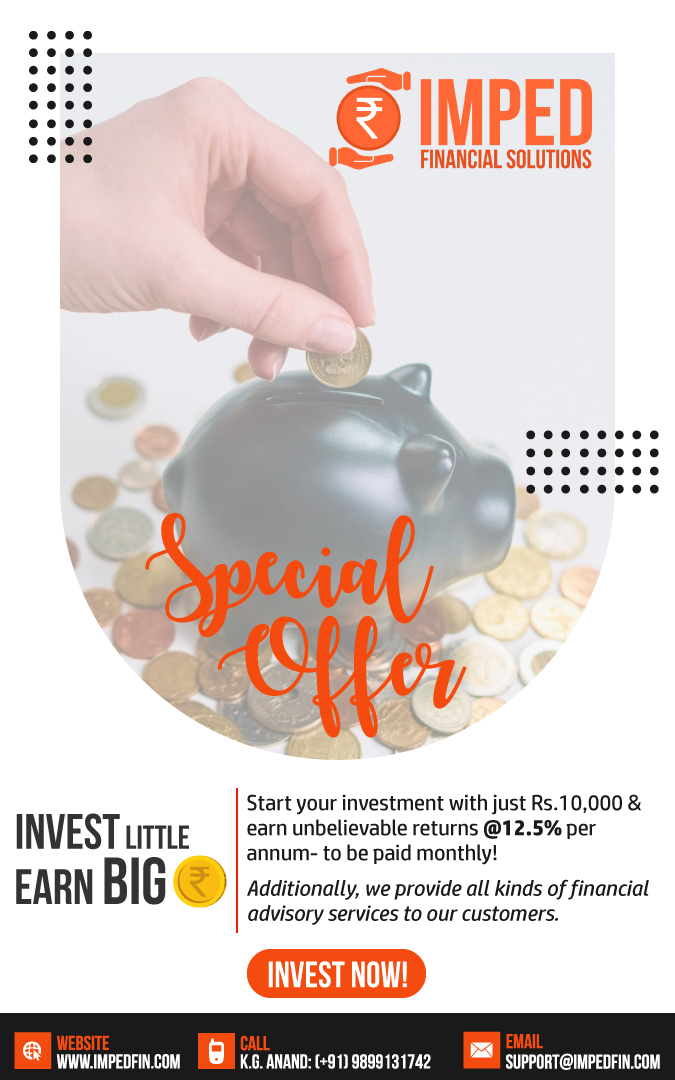 IMPED
FINANCIAL SOLUTIONS
Special
Offer
INVEST LITTLE
EARN BIG
Start your investment with just Rs.10,000 &
earn unbelievable returns @12.5% per
annum- to be paid monthly!
Additionally, we provide all kinds of financial
advisory services to our customers.
INVEST NOW!
WEBSITE
WWW.IMPEDFIN.COM
CALL
K.G. ANAND: (+91) 9899131742
EMAIL
SUPPORT@IMPEDFIN.COM